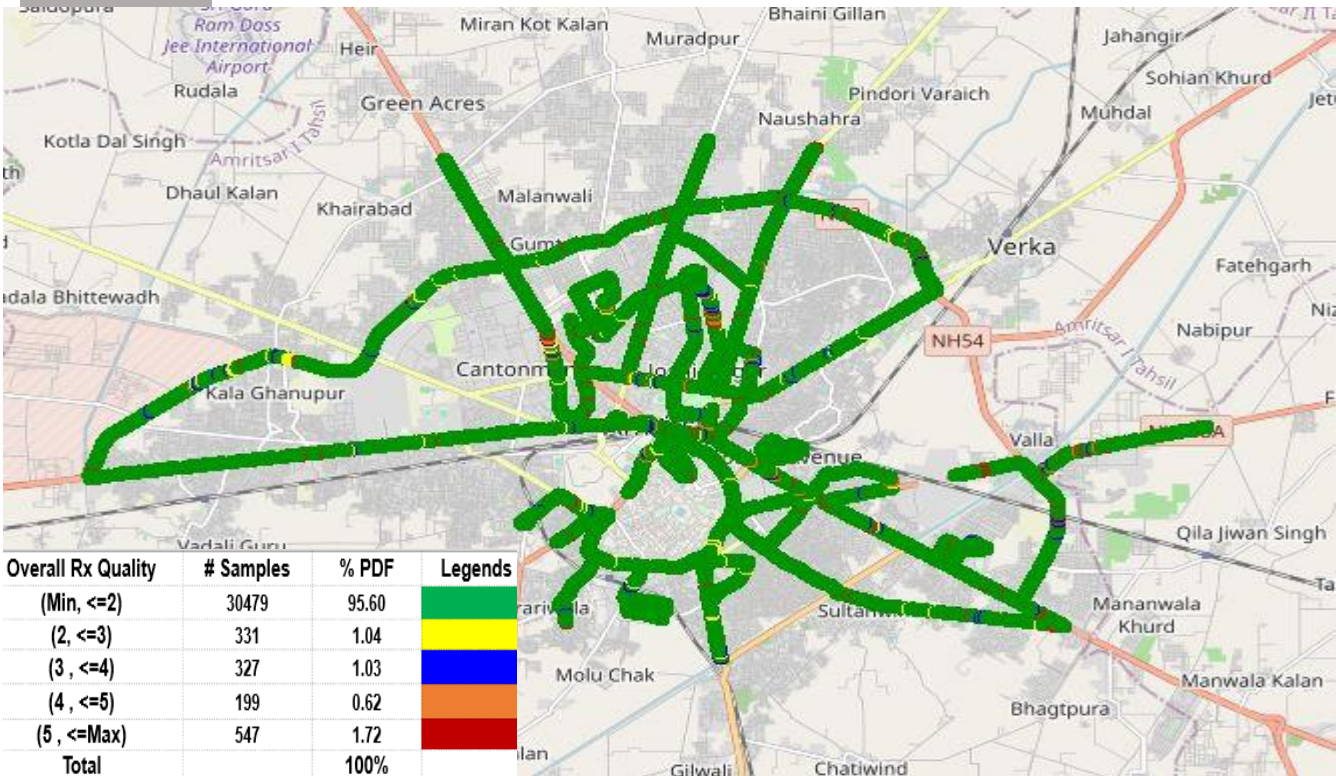 Ram Dass
Jee International
Airport
Heir
Miran Kot Kalan
Muradpur
Bhaini Gillan
Jahangir
Sohian Khurd
Rudala
Green Acres
Pindori Varaich
Muhdal
Naushahra
Kotla Dal Singh
Amritsar I Tahsil
Dhaul Kalan
Khairabad
Malanwali
Verka
Fatehgarh
Nabipur
Amritsar I Tahsil
NH54
Kala Ghanupur
Valla
Qila Jiwan Singh
Vadali Guru
Mananwala
Khurd
Molu Chak
Manwala Kalan
Bhagtpura
Gilwali
Chatiwind
Overall Rx Quality # Samples % PDF Legends
(Min, <=2) 30479 95.60
(2, <=3) 331 1.04
(3 , <=4) 327 1.03
(4 , <=5) 199 0.62
(5 , <=Max) 547 1.72
Total 100%